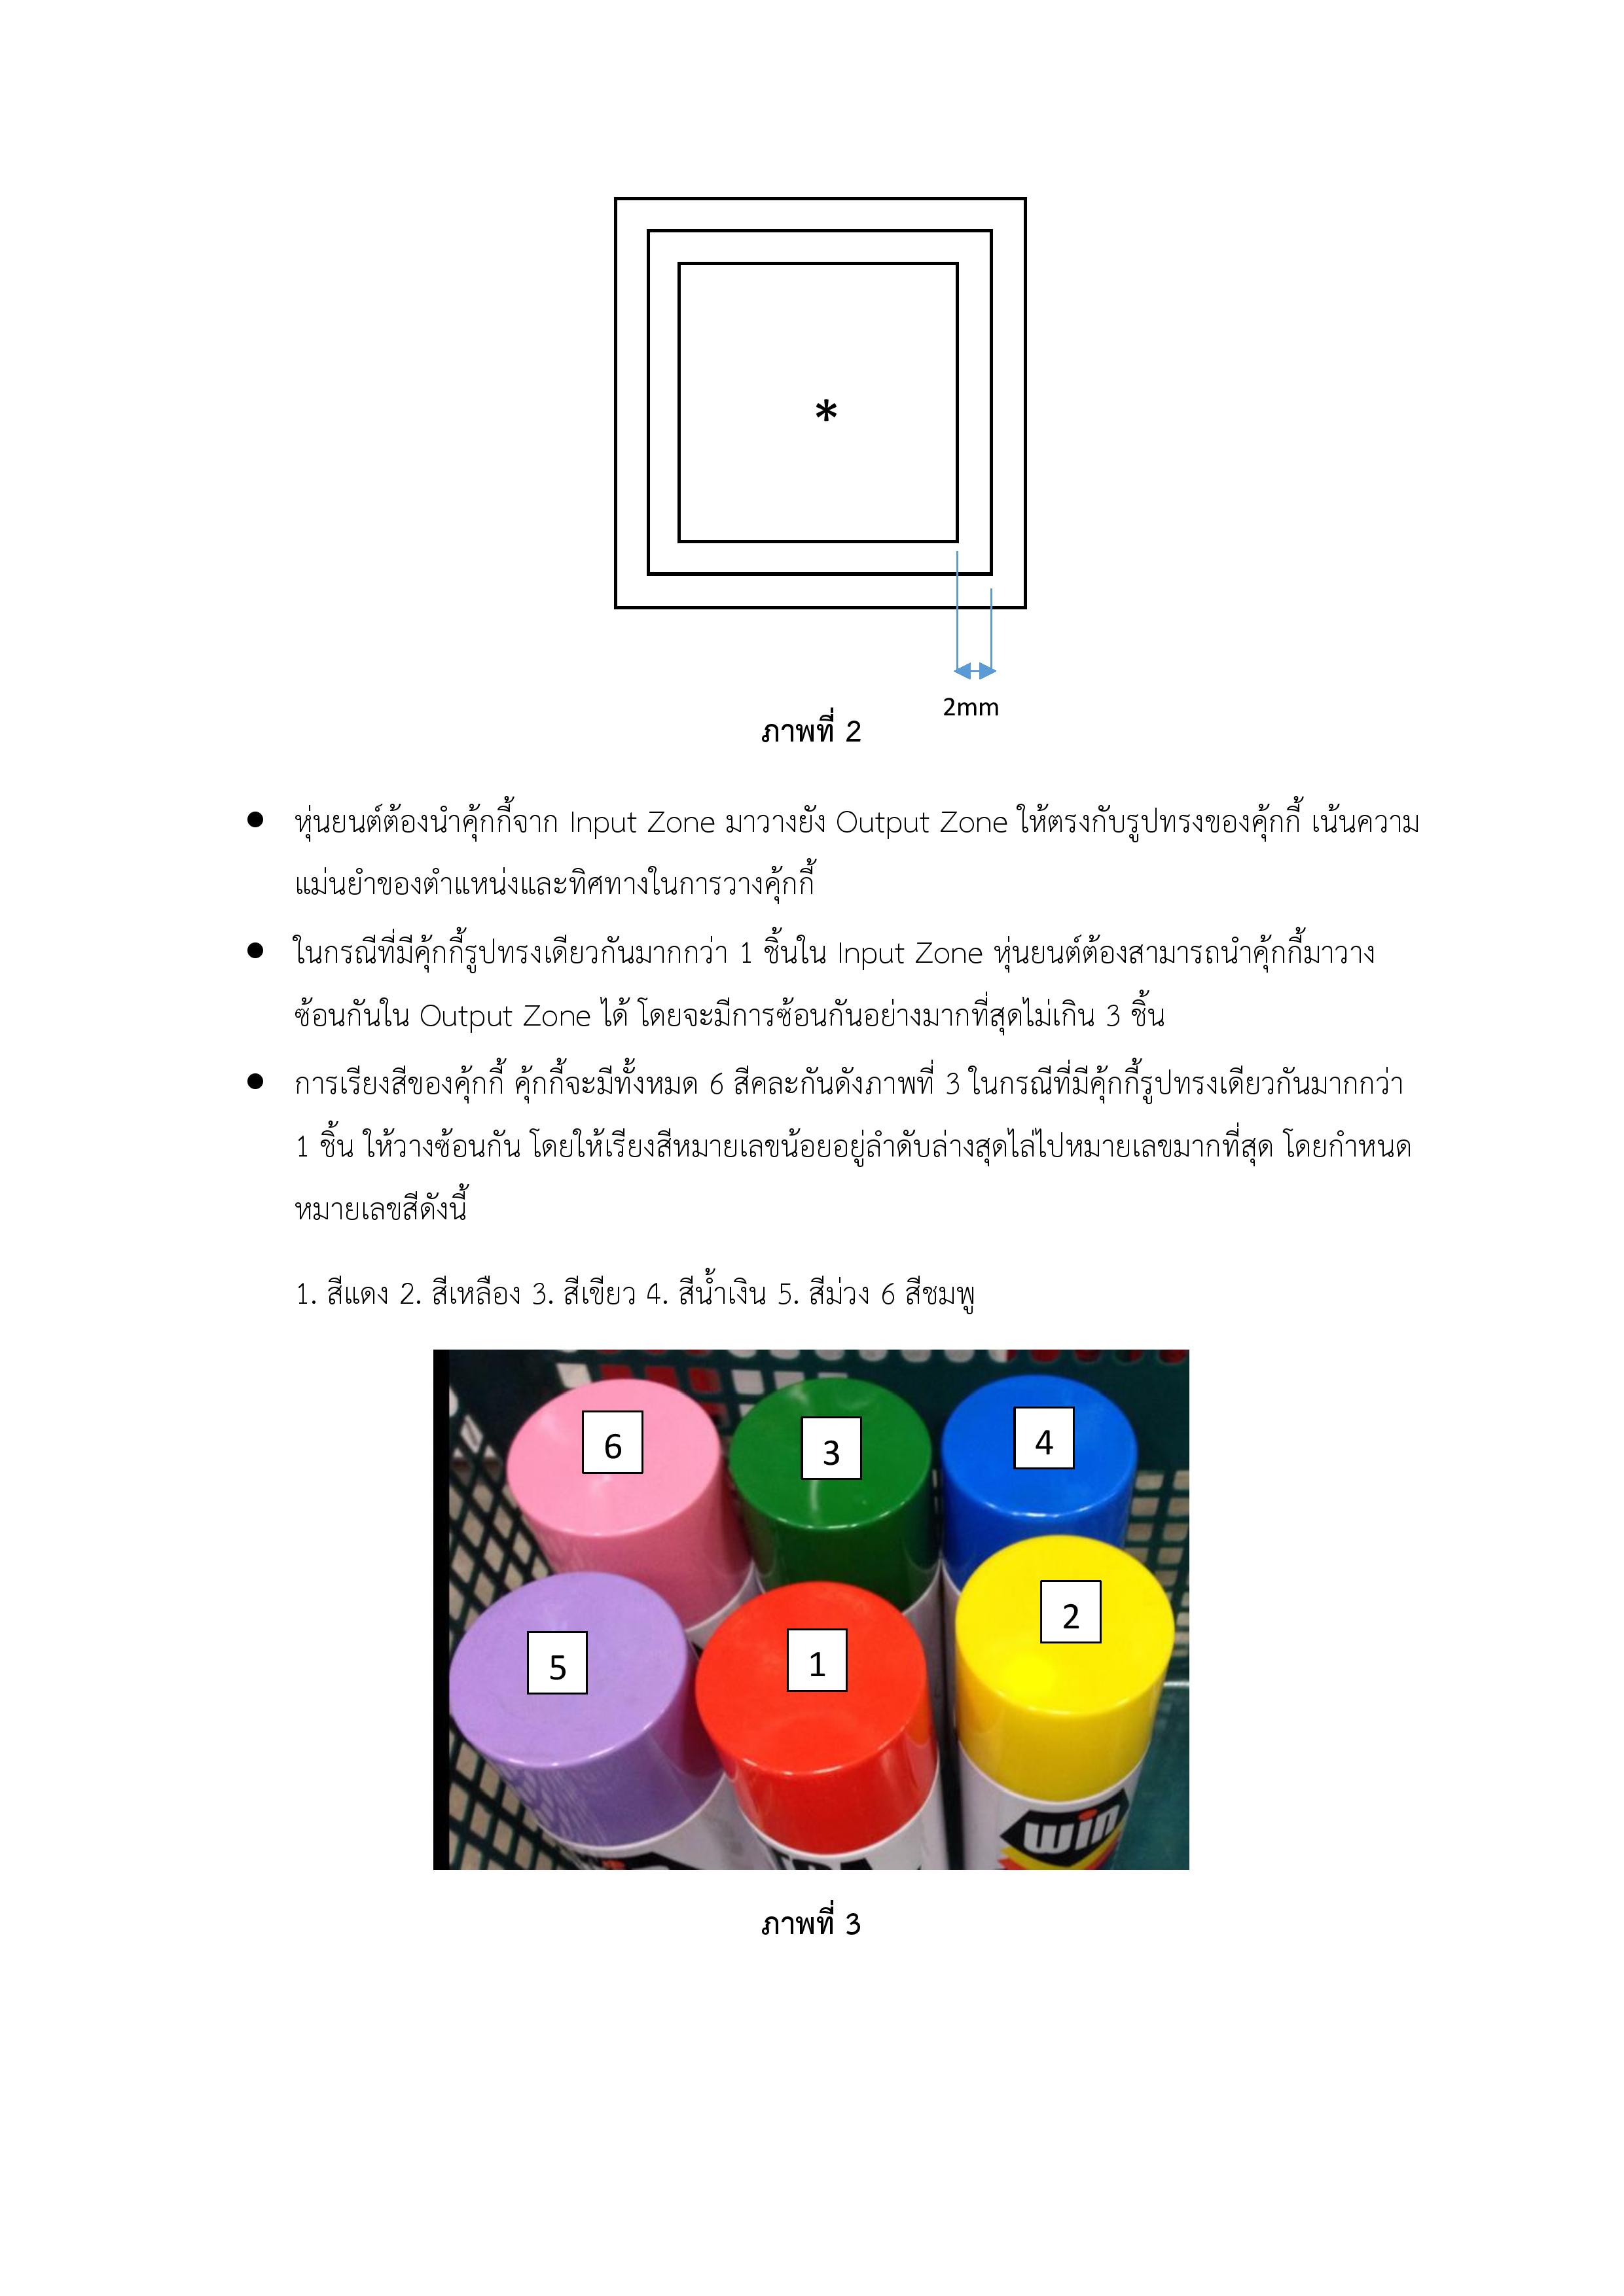 *
2mm
ภาพที่ 2
● หุ่นยนต์ต้องนำคุ้กกี้จาก Input Zone มาวางยัง Output Zone ให้ตรงกับรูปทรงของคุ้กกี้ เน้นความ
แม่นยำของตำแหน่งและทิศทางในการวางคุ้กกี้
● ในกรณีที่มีคุ้กกี้รูปทรงเดียวกันมากกว่า 1 ชิ้นใน Input Zone หุ่นยนต์ต้องสามารถนำคุ้กกี้มาวาง
ซ้อนกันใน Output Zone ได้ โดยจะมีการซ้อนกันอย่างมากที่สุดไม่เกิน 3 ชิ้น
● การเรียงสีของคุ้กกี้ คุ้กกี้จะมีทั้งหมด 6 สีคละกันดังภาพที่ 3 ในกรณีที่มีคุ้กกี้รูปทรงเดียวกันมากกว่า
1 ชิ้น ให้วางซ้อนกัน โดยให้เรียงสีหมายเลขน้อยอยู่ลำดับล่างสุดไล่ไปหมายเลขมากที่สุด โดยกำหนด
หมายเลขสีดังนี้
1. สีแดง 2. สีเหลือง 3. สีเขียว 4. สีน้ำเงิน 5. สีม่วง 6 สีชมพู
6
3
4
5
1
2
win
ภาพที่ 3